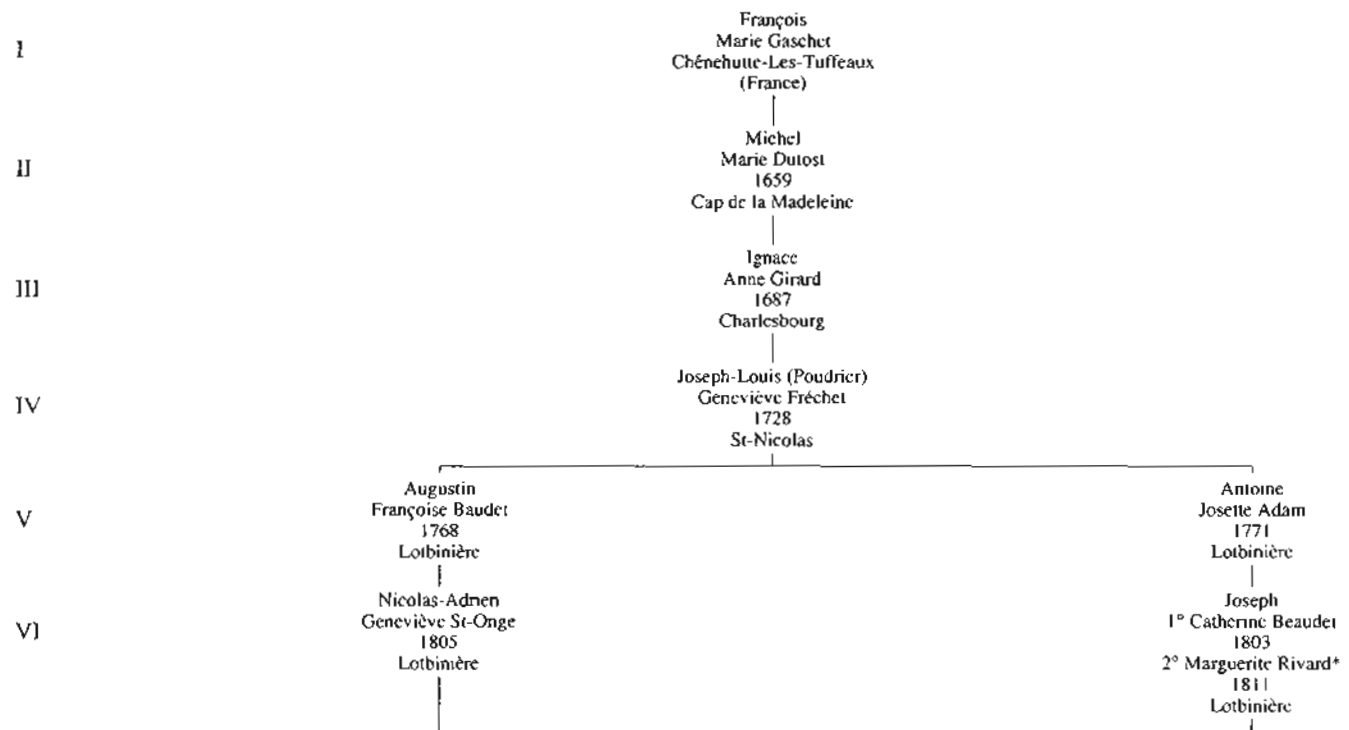 I
François
Marie Gaschet
Chênehutte-Les-Tuffeaux
(France)
II
Michel
Marie Dutost
1659
Cap de la Madeleine
III
Ignace
Anne Girard
1687
Charlesbourg
IV
Joseph-Louis (Poudrier)
Geneviève Fréchet
1728
St-Nicolas
V
Augustin
Françoise Baudet
1768
Lotbinière
Antoine
Josette Adam
1771
Lotbinière
VI
Nicolas-Adrien
Geneviève St-Onge
1805
Lotbinière
Joseph
1° Catherine Beaudet
1803
2° Marguerite Rivard*
1811
Lotbinière